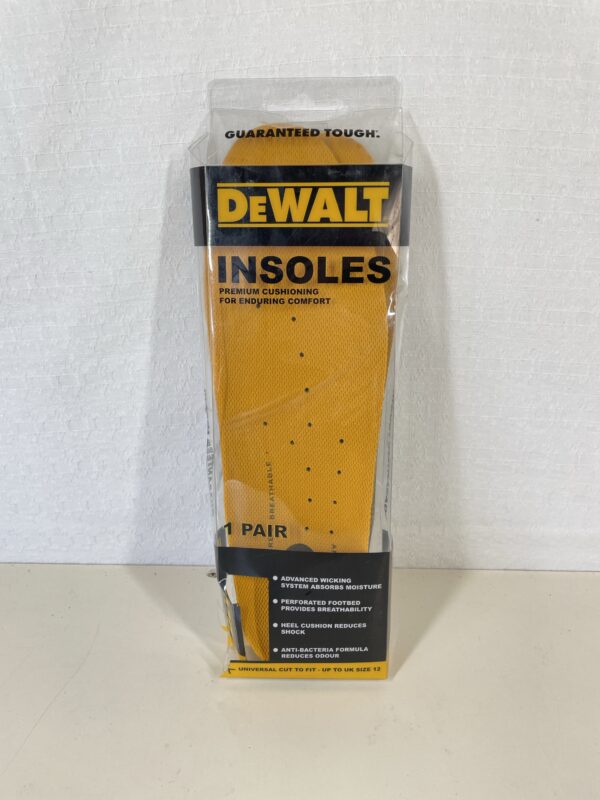 GUARANTEED TOUGH.
DEWALT
INSOLES
PREMIUM CUSHIONING
FOR ENDURING COMFORT
BREATHABLE
1 PAIR
ADVANCED WICKING
SYSTEM ABSORBS MOISTURE
PERFORATED FOOTBED
PROVIDES BREATHABILITY
HEEL CUSHION REDUCES
SHOCK
ANTI-BACTERIA FORMULA
REDUCES ODOUR
UNIVERSAL CUT TO FIT - UP TO UK SIZE 12